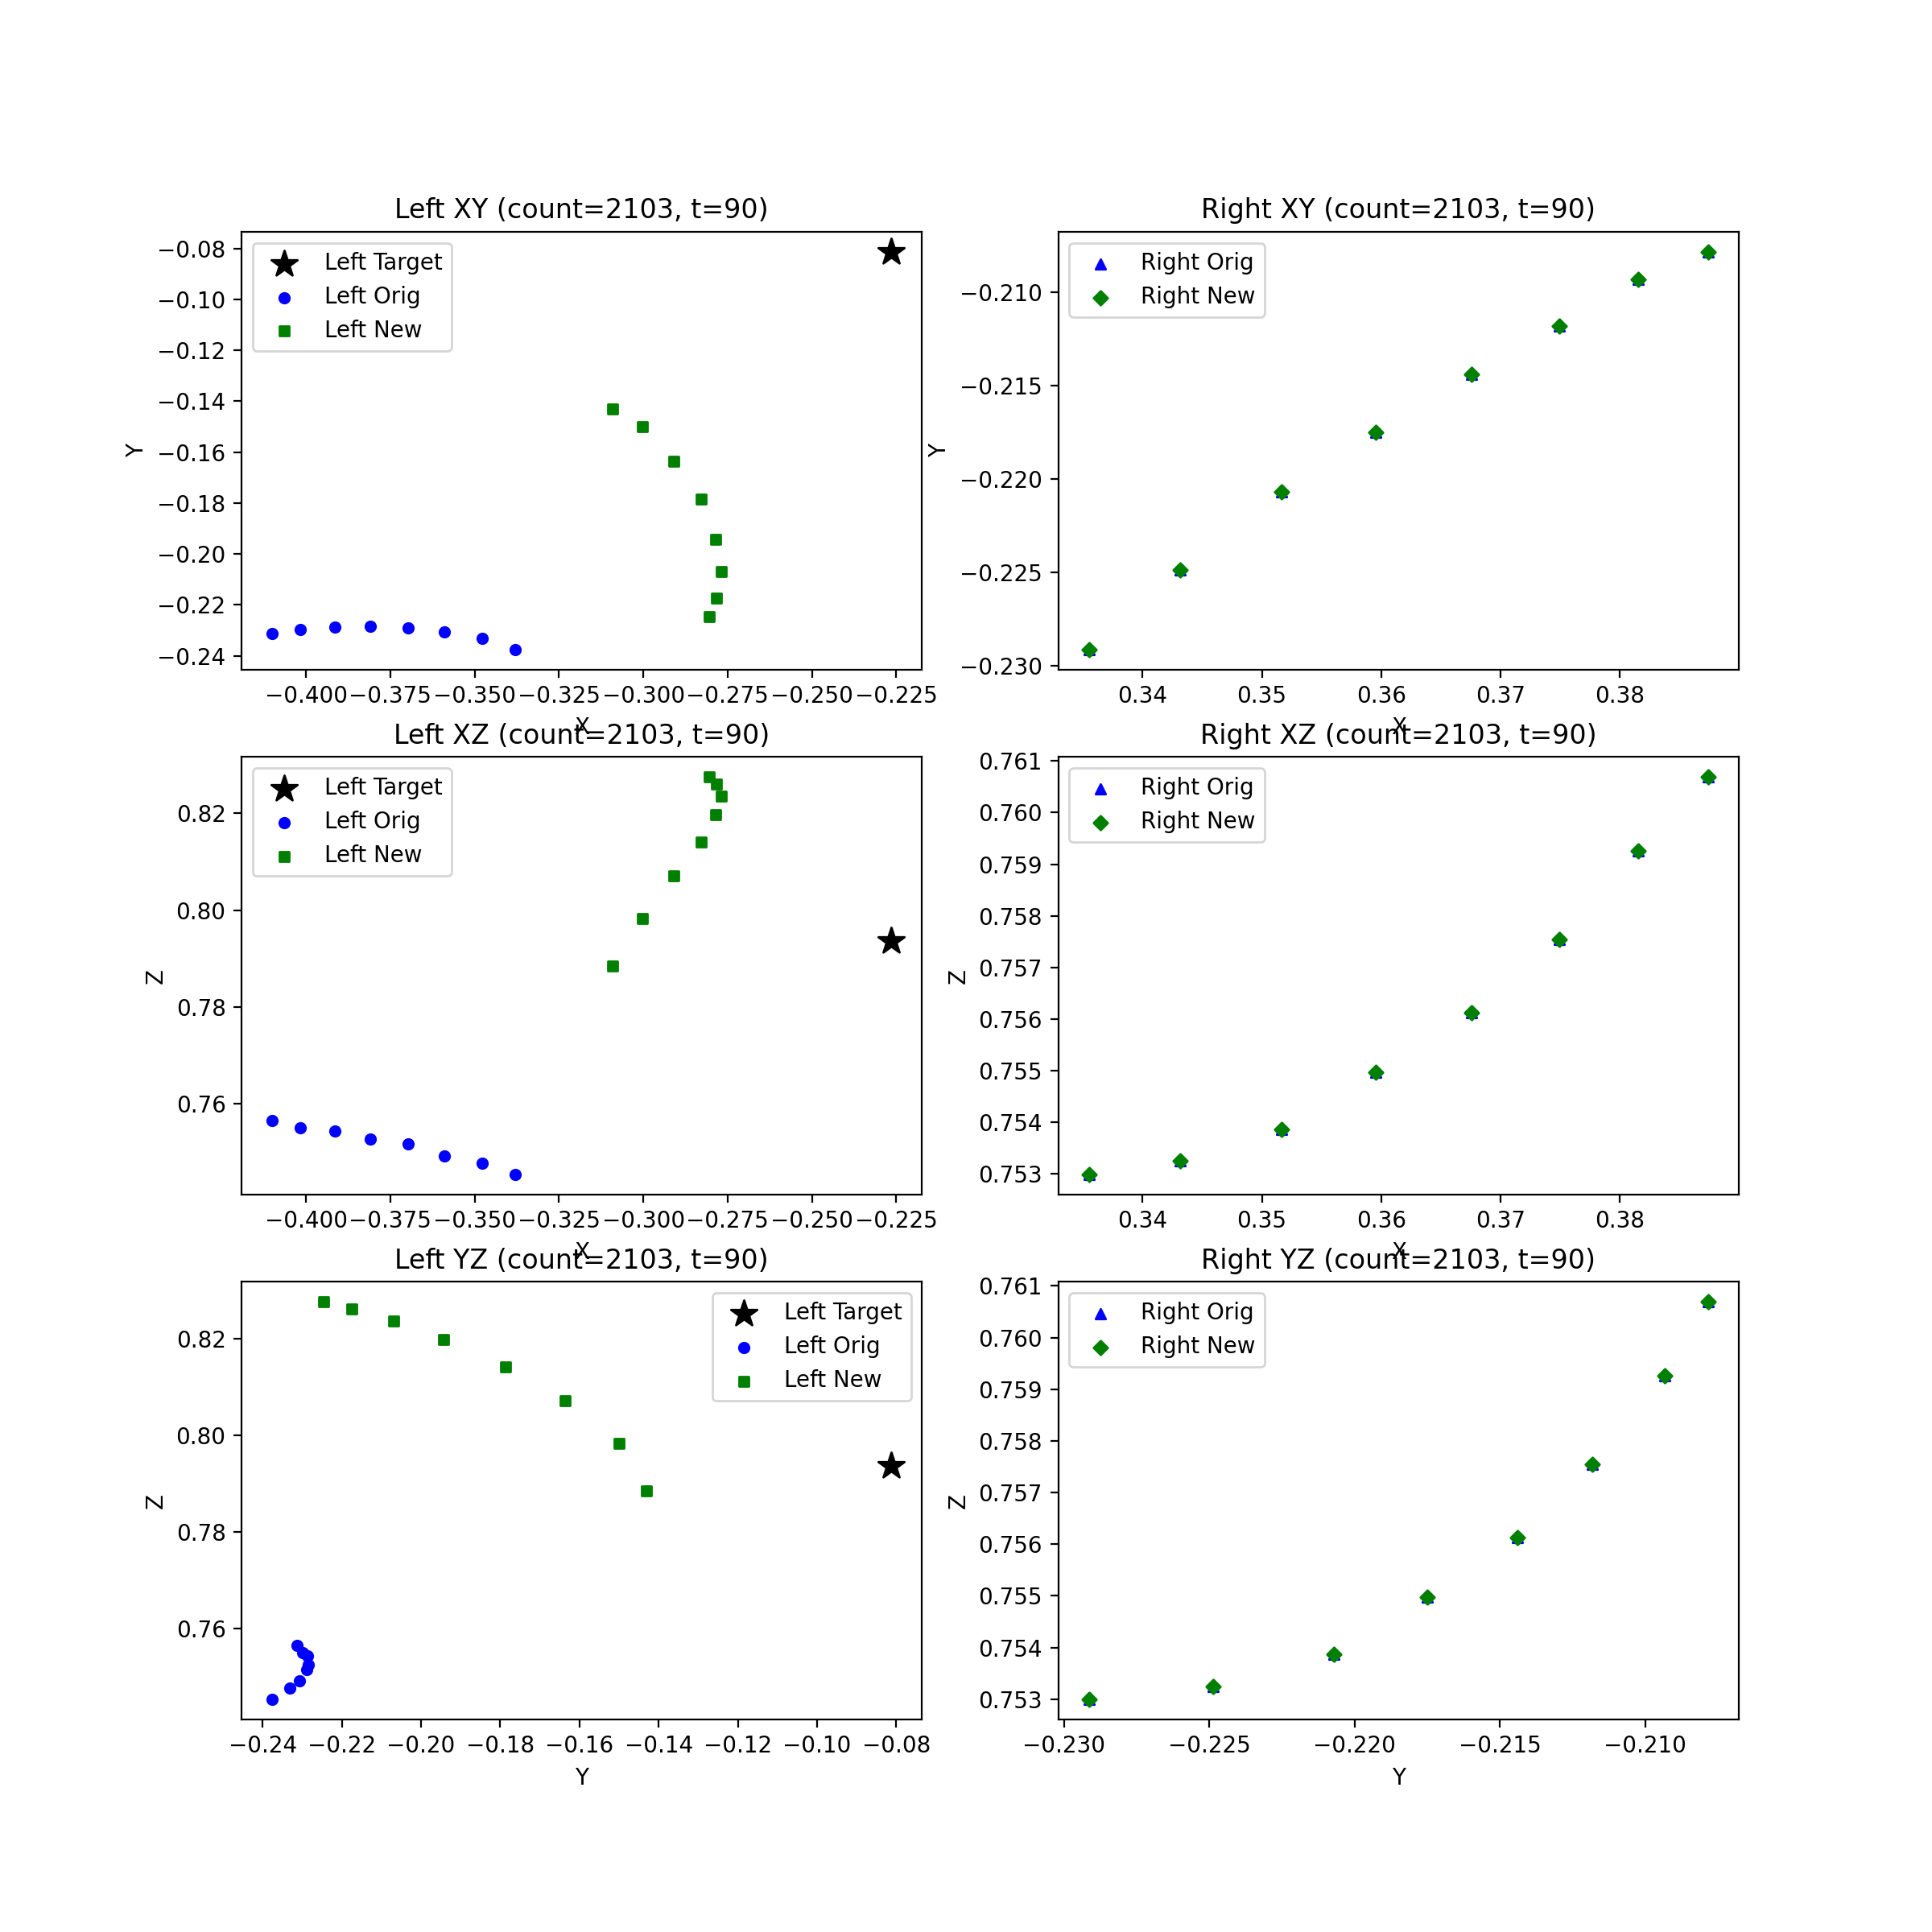 Left XY (count=2103, t=90)
Left Target
Left Orig
Left New
−0.08
−0.10
−0.12
−0.14
−0.16
−0.18
−0.20
−0.22
−0.24
Y
−0.400 −0.375 −0.350 −0.325 −0.300 −0.275 −0.250 −0.225
X
Right XY (count=2103, t=90)
Right Orig
Right New
−0.210
−0.215
−0.220
−0.225
−0.230
Y
0.34 0.35 0.36 0.37 0.38
X
Left XZ (count=2103, t=90)
Left Target
Left Orig
Left New
0.82
0.80
0.78
0.76
Z
−0.400 −0.375 −0.350 −0.325 −0.300 −0.275 −0.250 −0.225
X
Right XZ (count=2103, t=90)
Right Orig
Right New
0.761
0.760
0.759
0.758
0.757
0.756
0.755
0.754
0.753
Z
0.34 0.35 0.36 0.37 0.38
X
Left YZ (count=2103, t=90)
Left Target
Left Orig
Left New
0.82
0.80
0.78
0.76
Z
−0.24 −0.22 −0.20 −0.18 −0.16 −0.14 −0.12 −0.10 −0.08
Y
Right YZ (count=2103, t=90)
Right Orig
Right New
0.761
0.760
0.759
0.758
0.757
0.756
0.755
0.754
0.753
Z
−0.230 −0.225 −0.220 −0.215 −0.210
Y